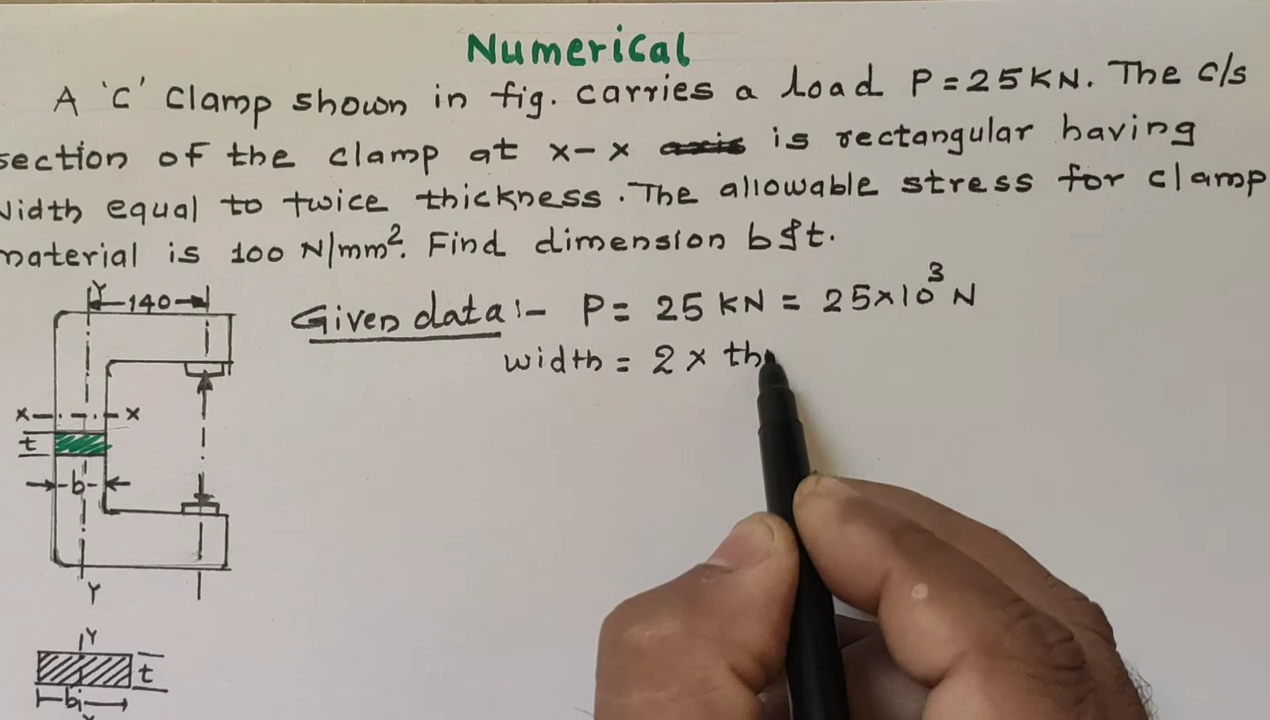 Numerical
A 'C' Clamp shown in fig. carries a load P=25KN. The c/s
section of the clamp at x-x axis is rectangular having
Width equal to twice thickness. The allowable stress for clamp
material is 100 N/mm². Find dimension b&t.
Given data :- P= 25 KN = 25×10³ N
width = 2 × th
Y
140
X X
t
b
Y
Y
t
b